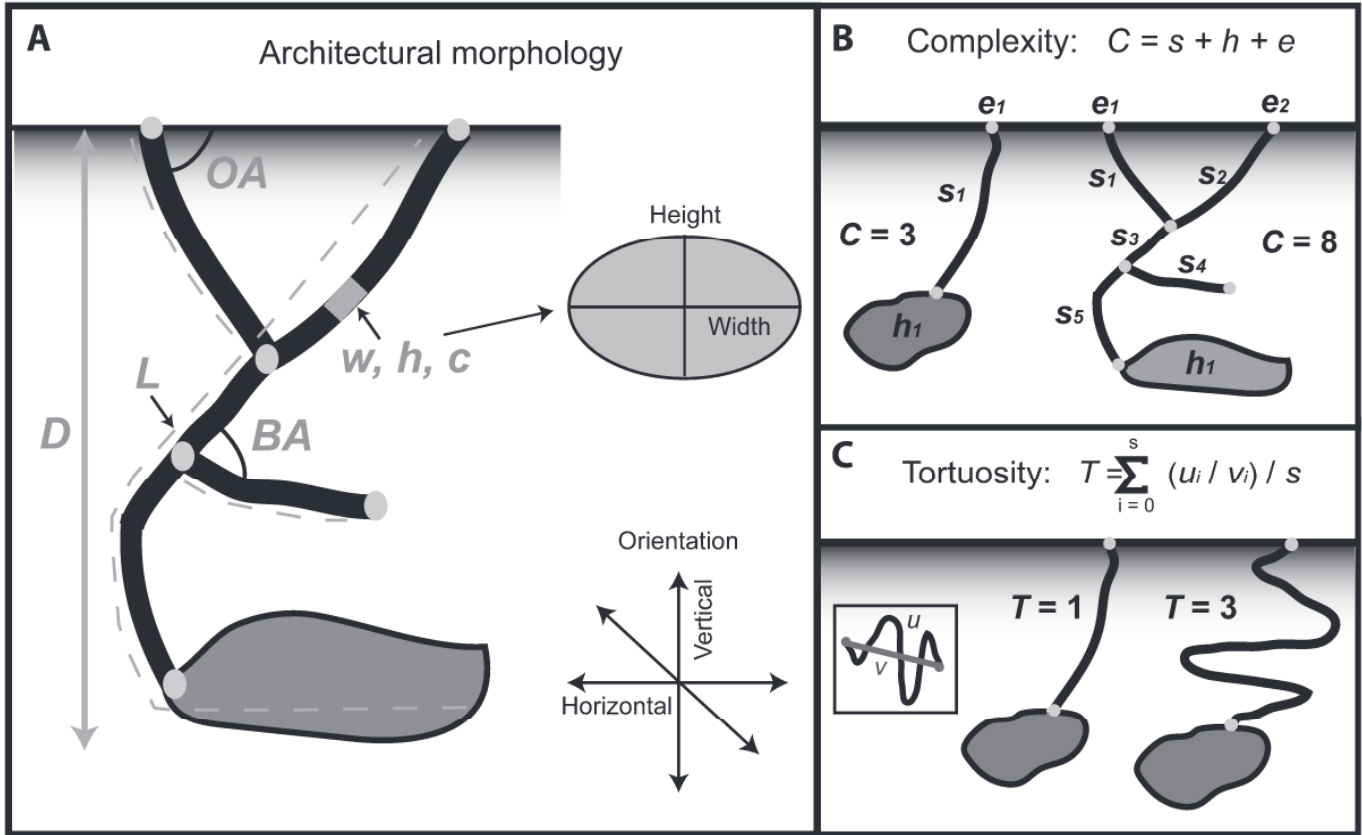 A
Architectural morphology
OA
D
L
BA
w, h, c
Height
Width
Orientation
Vertical
Horizontal
B
Complexity: C = s + h + e
e1
e1
e2
s1
s1
s2
C = 3
s3
C = 8
s4
h1
s5
h1
C
Tortuosity: T = s ∑ i = 0 (ui / vi) / s
T = 1
T = 3
u
v